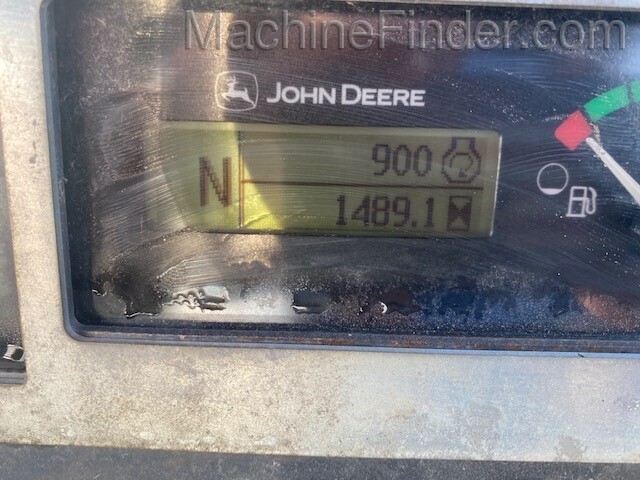 MachineFinder.com
JOHN DEERE
N
900
1489.1